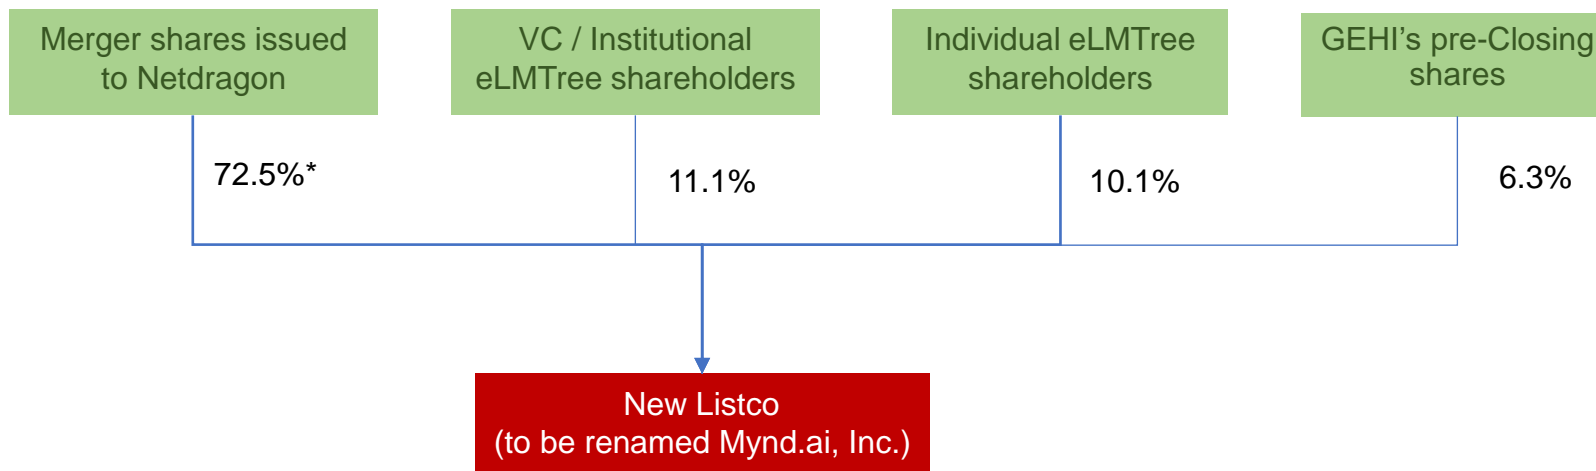 Merger shares issued
to Netdragon
VC / Institutional
eLMTree shareholders
Individual eLMTree
shareholders
GEHI's pre-Closing
shares
72.5%*
11.1%
10.1%
6.3%
New Listco
(to be renamed Mynd.ai, Inc.)